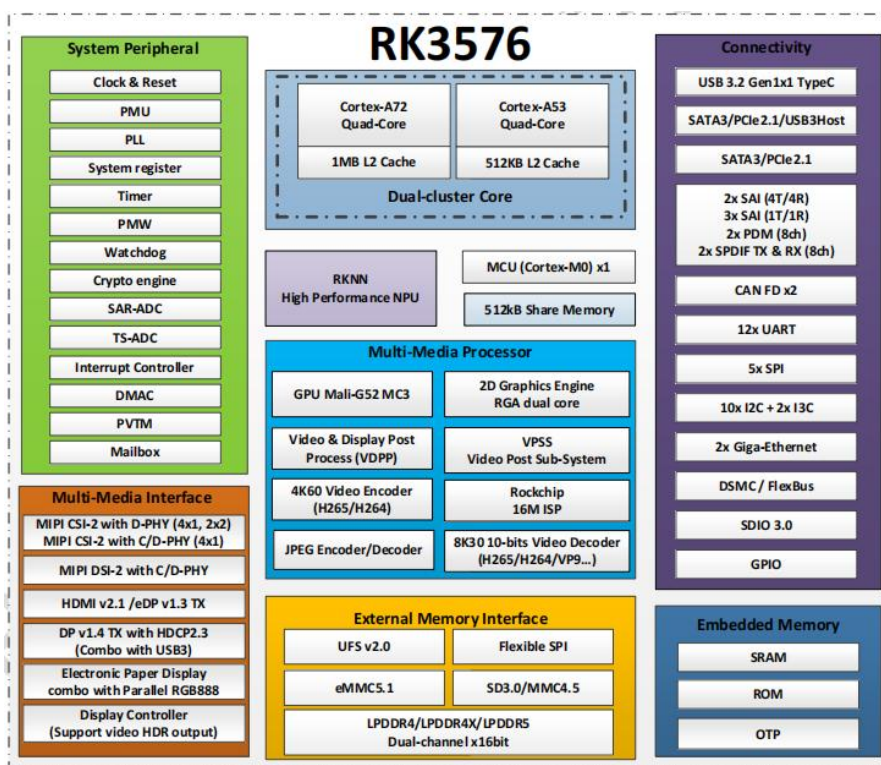 RK3576
System Peripheral
Clock & Reset
PMU
PLL
System register
Timer
PMW
Watchdog
Crypto engine
SAR-ADC
TS-ADC
Interrupt Controller
DMAC
PVTM
Mailbox
Multi-Media Interface
MIPI CSI-2 with D-PHY (4x1, 2x2)
MIPI CSI-2 with C/D-PHY (4x1)
MIPI DSI-2 with C/D-PHY
HDMI v2.1 /eDP v1.3 TX
DP v1.4 TX with HDCP2.3
(Combo with USB3)
Electronic Paper Display
combo with Parallel RGB888
Display Controller
(Support video HDR output)
Cortex-A72
Quad-Core
1MB L2 Cache
Cortex-A53
Quad-Core
512KB L2 Cache
Dual-cluster Core
RKNN
High Performance NPU
MCU (Cortex-M0) x1
512kB Share Memory
Multi-Media Processor
GPU Mali-G52 MC3
2D Graphics Engine
RGA dual core
Video & Display Post
Process (VDPP)
VPSS
Video Post Sub-System
4K60 Video Encoder
(H265/H264)
Rockchip
16M ISP
JPEG Encoder/Decoder
8K30 10-bits Video Decoder
(H265/H264/VP9...)
External Memory Interface
UFS v2.0
Flexible SPI
eMMC5.1
SD3.0/MMC4.5
LPDDR4/LPDDR4X/LPDDR5
Dual-channel x16bit
Connectivity
USB 3.2 Gen1x1 TypeC
SATA3/PCIe2.1/USB3Host
SATA3/PCIe2.1
2x SAI (4T/4R)
3x SAI (1T/1R)
2x PDM (8ch)
2x SPDIF TX & RX (8ch)
CAN FD x2
12x UART
5x SPI
10x I2C + 2x I3C
2x Giga-Ethernet
DSMC / FlexBus
SDIO 3.0
GPIO
Embedded Memory
SRAM
ROM
OTP